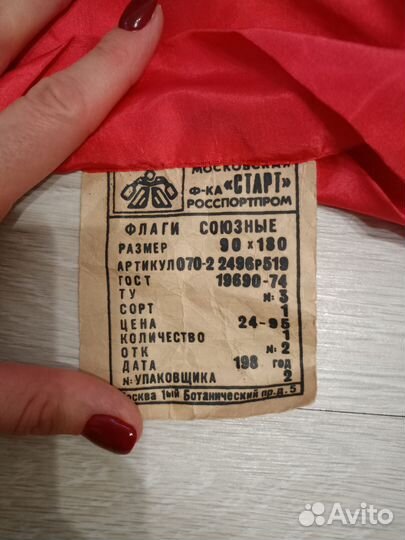 МОСКОВСКАЯ
Ф-КА «СТАРТ»
РОССПОРТПРОМ
ФЛАГИ СОЮЗНЫЕ
РАЗМЕР 90×180
АРТИКУЛ 070-2 2496р519
ГОСТ 19690-74
ТУ № 3
СОРТ 1
ЦЕНА 24-95
КОЛИЧЕСТВО 1
ОТК № 2
ДАТА 198 год
№ УПАКОВЩИКА 2
Москва 1ый Ботанический пр.д. 5
Avito